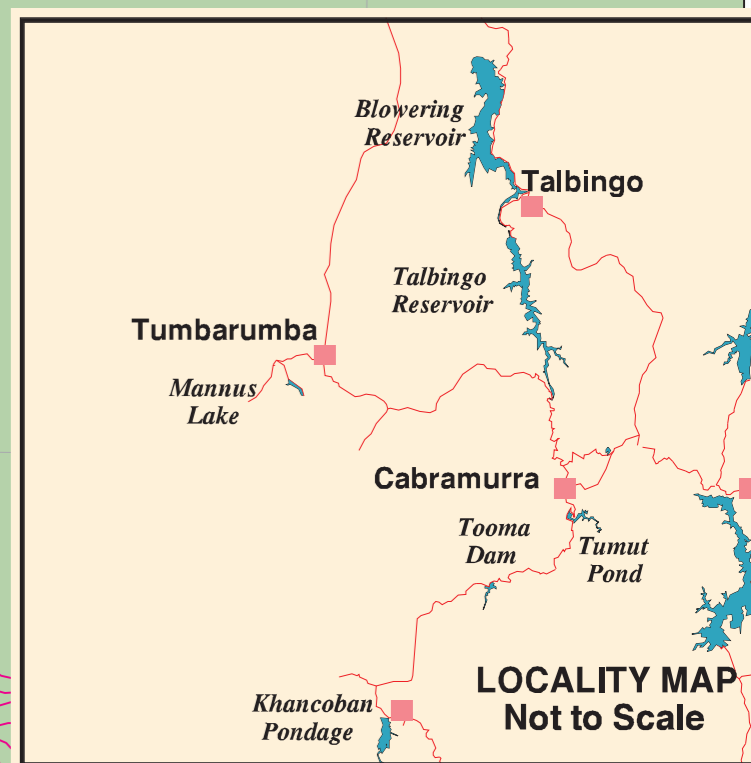 Blowering
Reservoir
Talbingo
Talbingo
Reservoir
Tumbarumba
Mannus
Lake
Cabramurra
Tooma
Dam
Tumut
Pond
LOCALITY MAP
Not to Scale
Khancoban
Pondage